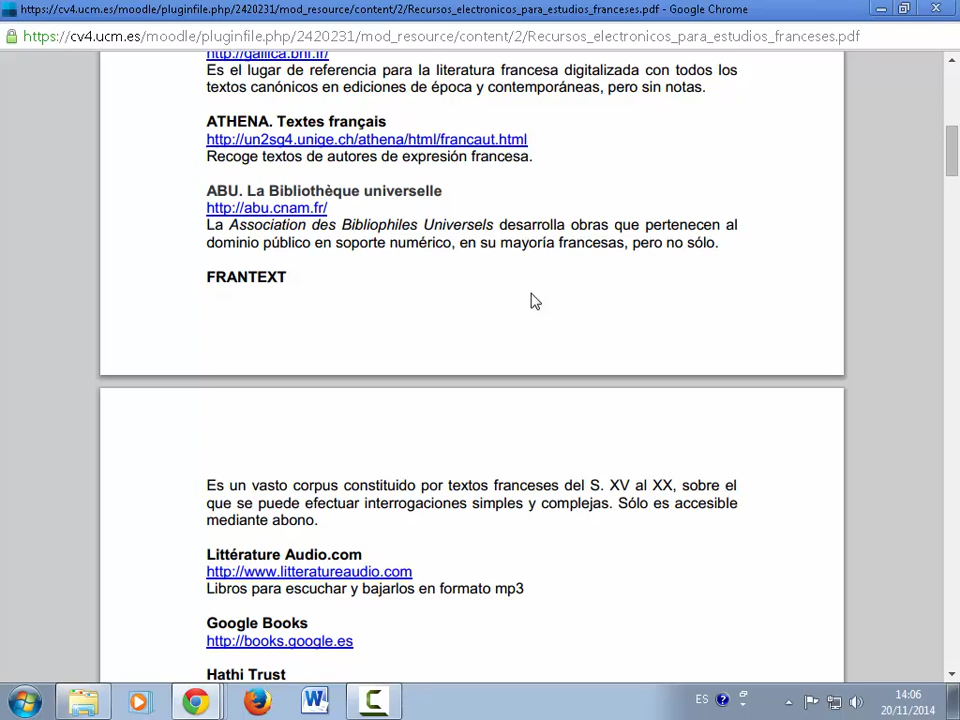 https://cv4.ucm.es/moodle/pluginfile.php/2420231/mod_resource/content/2/Recursos_electronicos_para_estudios_franceses.pdf - Google Chrome
https://cv4.ucm.es/moodle/pluginfile.php/2420231/mod_resource/content/2/Recursos_electronicos_para_estudios_franceses.pdf
http://gallica.bnf.fr/
Es el lugar de referencia para la literatura francesa digitalizada con todos los
textos canónicos en ediciones de época y contemporáneas, pero sin notas.
ATHENA. Textes français
http://un2sg4.unige.ch/athena/html/francaut.html
Recoge textos de autores de expresión francesa.
ABU. La Bibliothèque universelle
http://abu.cnam.fr/
La Association des Bibliophiles Universels desarrolla obras que pertenecen al
dominio público en soporte numérico, en su mayoría francesas, pero no sólo.
FRANTEXT
Es un vasto corpus constituido por textos franceses del S. XV al XX, sobre el
que se puede efectuar interrogaciones simples y complejas. Sólo es accesible
mediante abono.
Littérature Audio.com
http://www.litteratureaudio.com
Libros para escuchar y bajarlos en formato mp3
Google Books
http://books.google.es
Hathi Trust
ES
14:06
20/11/2014